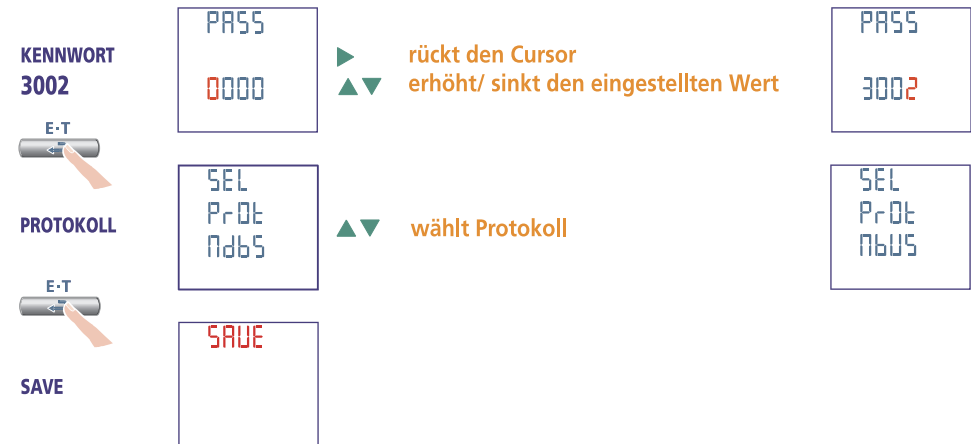 PASS
PASS
KENNWORT
3002
rückt den Cursor
0000
erhöht/ sinkt den eingestellten Wert
3002
E·T
SEL
SEL
PROTOKOLL
Prot
wählt Protokoll
Prot
MdbS
MbUS
E·T
SAVE
SAVE